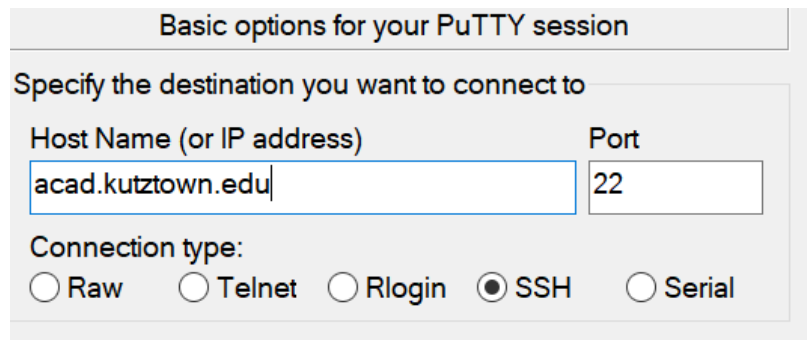 Basic options for your PuTTY session
Specify the destination you want to connect to
Host Name (or IP address) Port
acad.kutztown.edu 22
Connection type:
Raw Telnet Rlogin SSH Serial